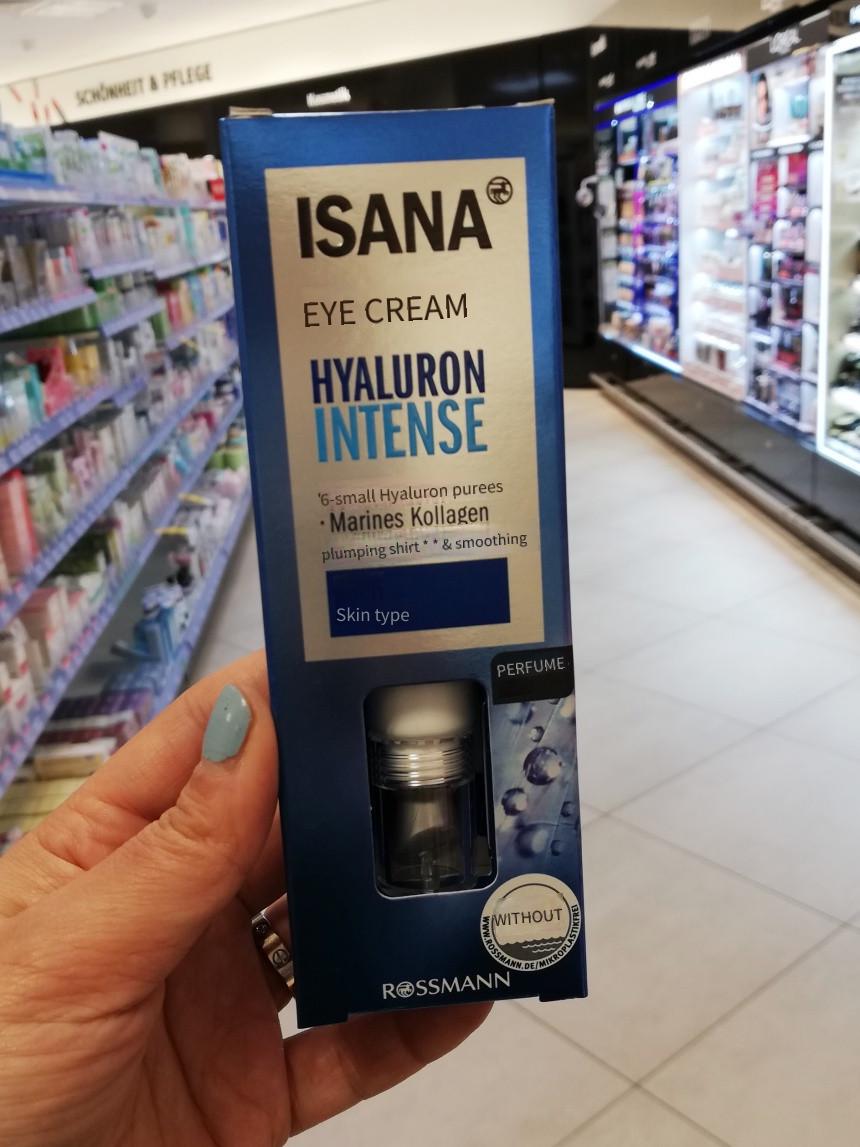 SCHÖNHEIT & PFLEGE
Kosmetik
ISANA
EYE CREAM
HYALURON
INTENSE
'6-small Hyaluron purees
· Marines Kollagen
plumping shirt * * & smoothing
Skin type
PERFUME
WITHOUT
WWW.ROSSMANN.DE/MIKROPLASTIKFREI
ROSSMANN